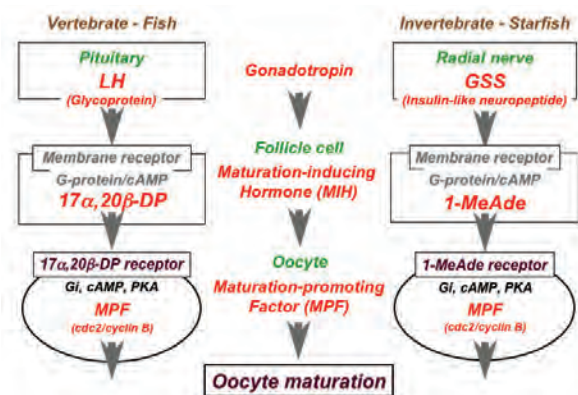 Vertebrate - Fish
Pituitary
LH
(Glycoprotein)
Membrane receptor
G-protein/cAMP
17α,20β-DP
17α,20β-DP receptor
Gi, cAMP, PKA
MPF
(cdc2/cyclin B)
Gonadotropin
Follicle cell
Maturation-inducing
Hormone (MIH)
Oocyte
Maturation-promoting
Factor (MPF)
Oocyte maturation
Invertebrate - Starfish
Radial nerve
GSS
(Insulin-like neuropeptide)
Membrane receptor
G-protein/cAMP
1-MeAde
1-MeAde receptor
Gi, cAMP, PKA
MPF
(cdc2/cyclin B)